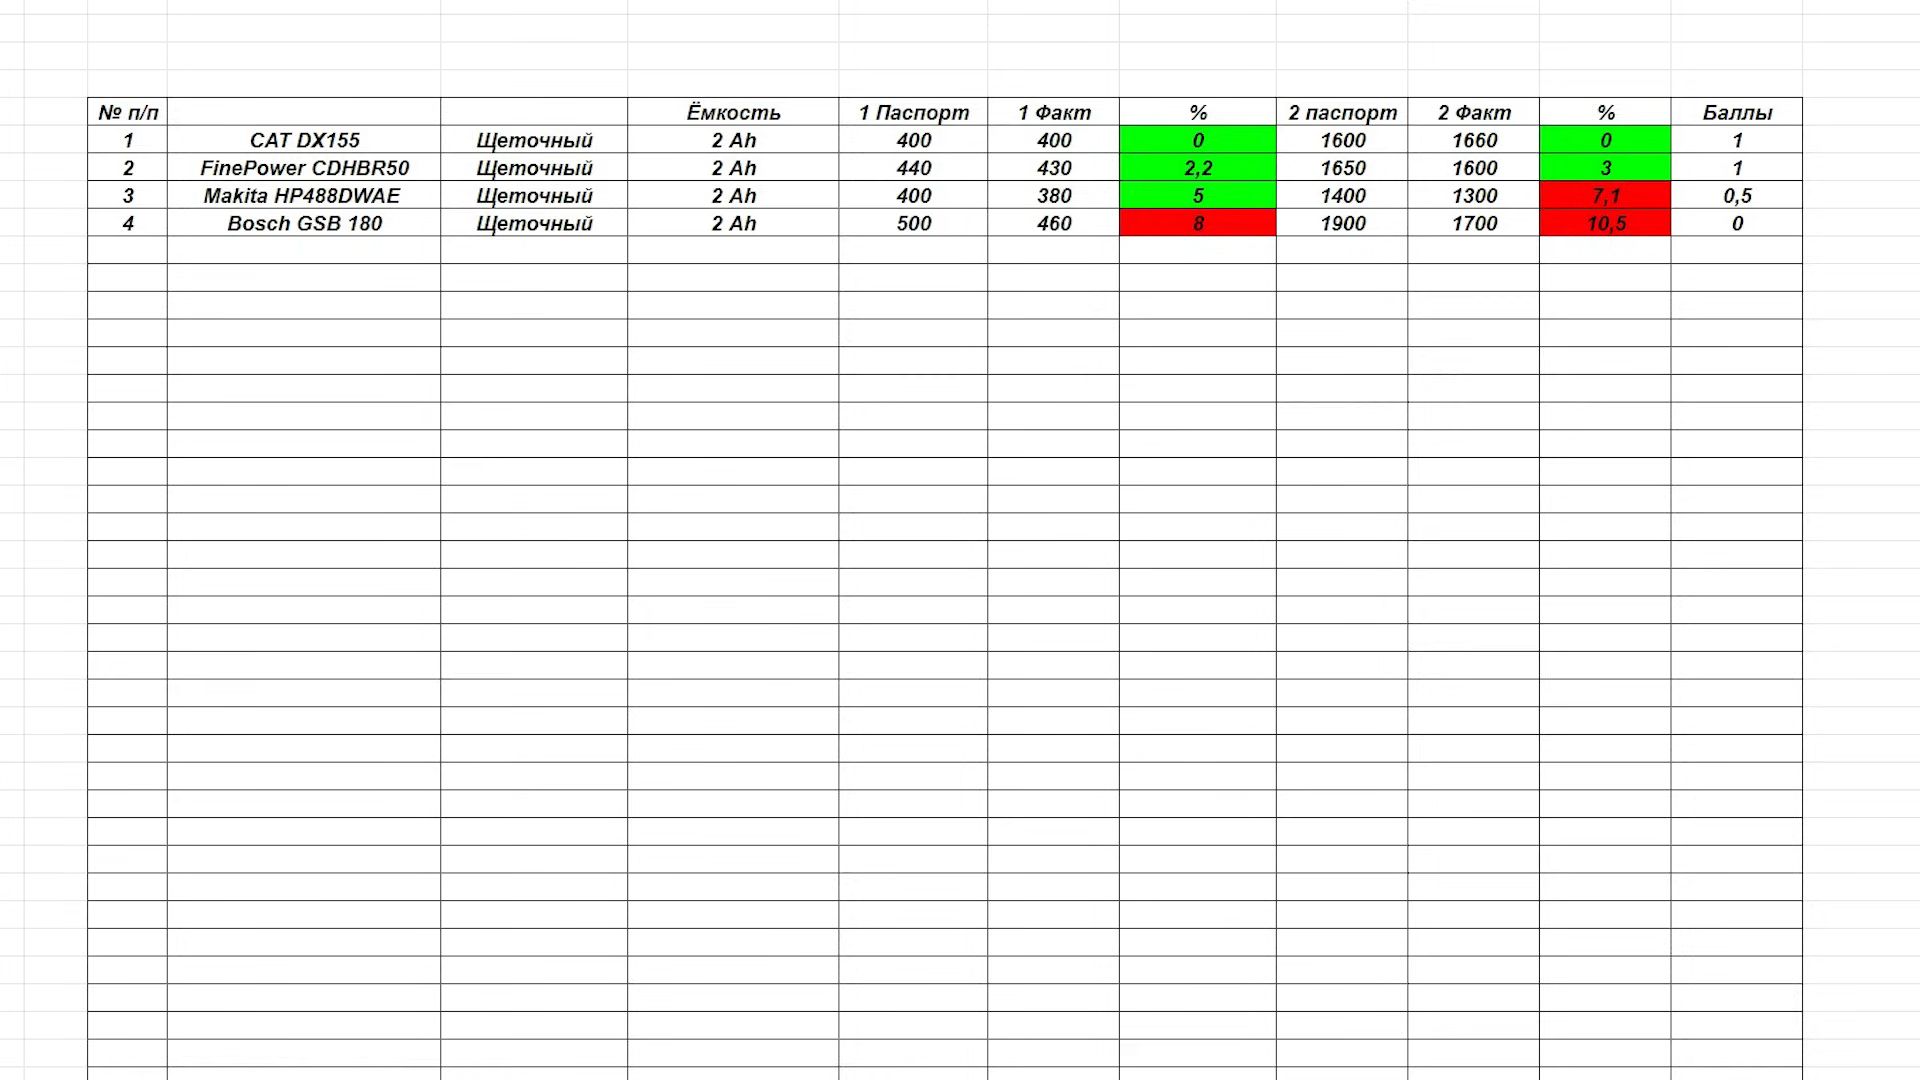 № п/п Ёмкость 1 Паспорт 1 Факт % 2 паспорт 2 Факт % Баллы
1 CAT DX155 Щеточный 2 Ah 400 400 0 1600 1660 0 1
2 FinePower CDHBR50 Щеточный 2 Ah 440 430 2,2 1650 1600 3 1
3 Makita HP488DWAE Щеточный 2 Ah 400 380 5 1400 1300 7,1 0,5
4 Bosch GSB 180 Щеточный 2 Ah 500 460 8 1900 1700 10,5 0